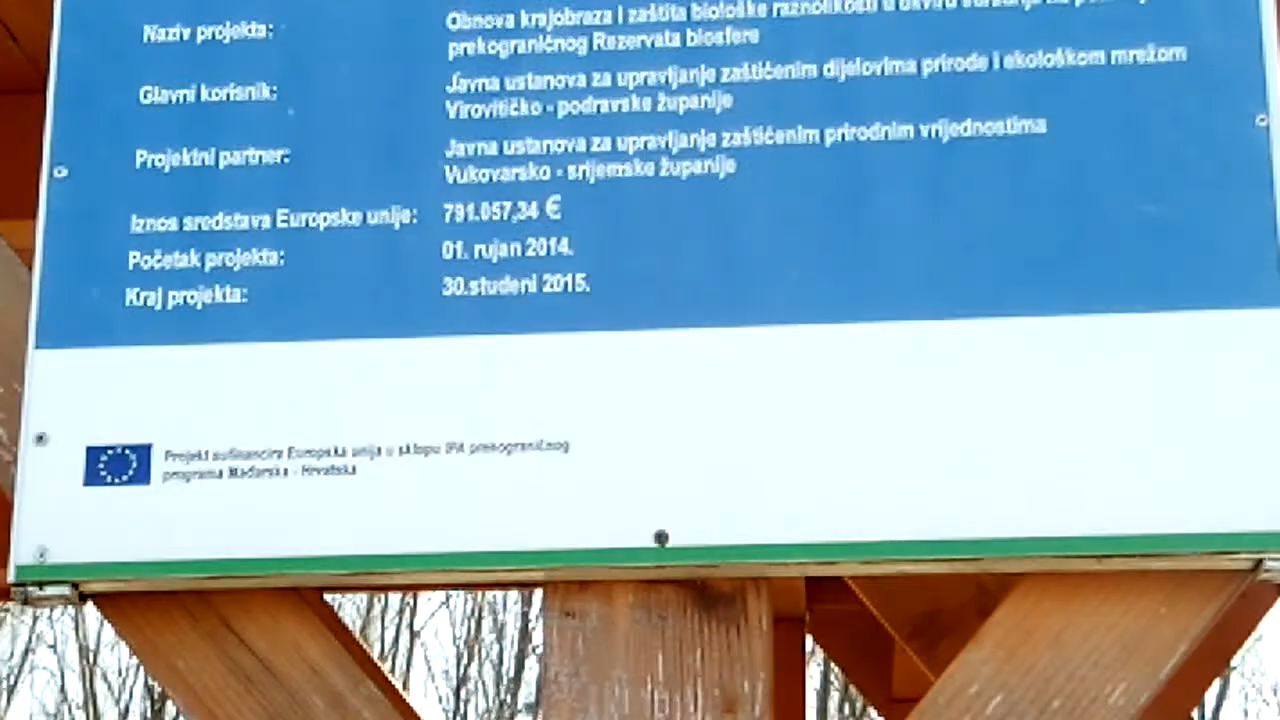 Naziv projekta: Obnova krajobraza i zaštita biološke raznolikosti u okviru
prekograničnog Rezervata biosfere
Glavni korisnik: Javna ustanova za upravljanje zaštićenim dijelovima prirode i ekološkom mrežom
Virovitičko - podravske županije
Projektni partner: Javna ustanova za upravljanje zaštićenim prirodnim vrijednostima
Vukovarsko - srijemske županije
Iznos sredstava Europske unije: 791.057,34 €
Početak projekta: 01. rujan 2014.
Kraj projekta: 30.studeni 2015.
Projekt sufinancira Europska unija u sklopu IPA prekograničnog
programa Mađarska - Hrvatska